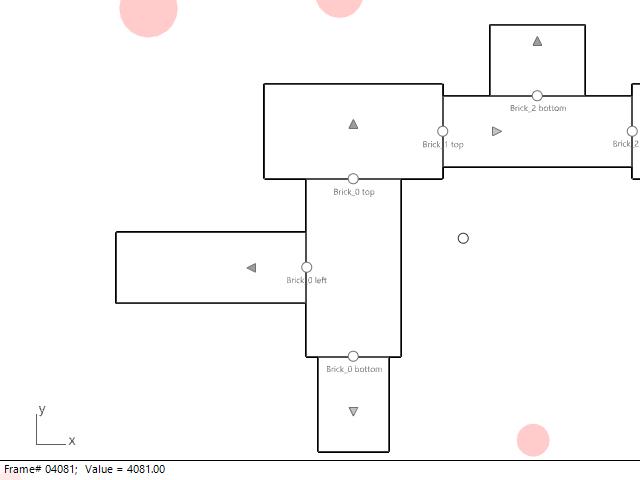 Brick_2 bottom
Brick_1 top
Brick_2
Brick_0 top
Brick_0 left
Brick_0 bottom
y
x
Frame# 04081; Value = 4081.00